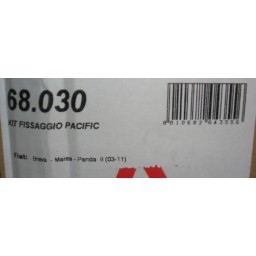 68.030
KIT FISSAGGIO PACIFIC
Fiat: Brava - Marea - Panda II (03-11)